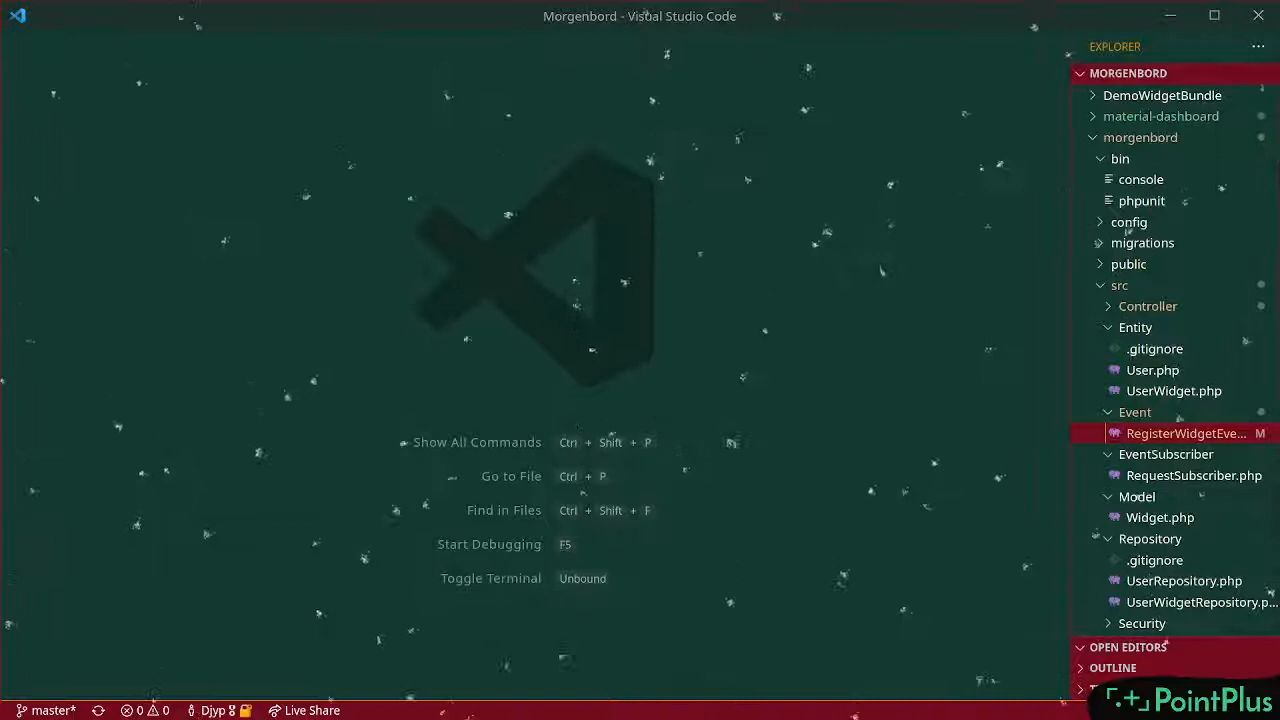 Morgenbord - Visual Studio Code
EXPLORER
MORGENBORD
DemoWidgetBundle
material-dashboard
morgenbord
bin
console
phpunit
config
migrations
public
src
Controller
Entity
.gitignore
User.php
UserWidget.php
Event
RegisterWidgetEve... M
EventSubscriber
RequestSubscriber.php
Model
Widget.php
Repository
.gitignore
UserRepository.php
UserWidgetRepository.p...
Security
OPEN EDITORS
OUTLINE
Show All Commands Ctrl + Shift + P
Go to File Ctrl + P
Find in Files Ctrl + Shift + F
Start Debugging F5
Toggle Terminal Unbound
master* 0 0 Djyp Live Share
PointPlus